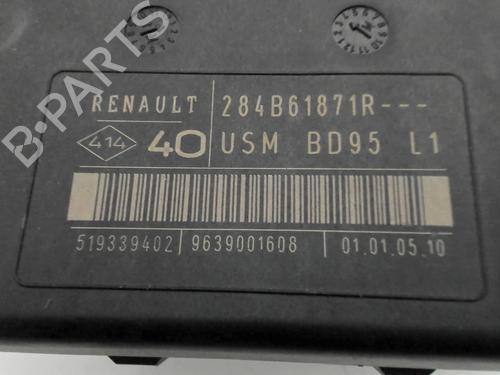 RENAULT 284B61871R---
414 40 USM BD95 L1
519339402 9639001608 01.01.05.10
B-PARTS